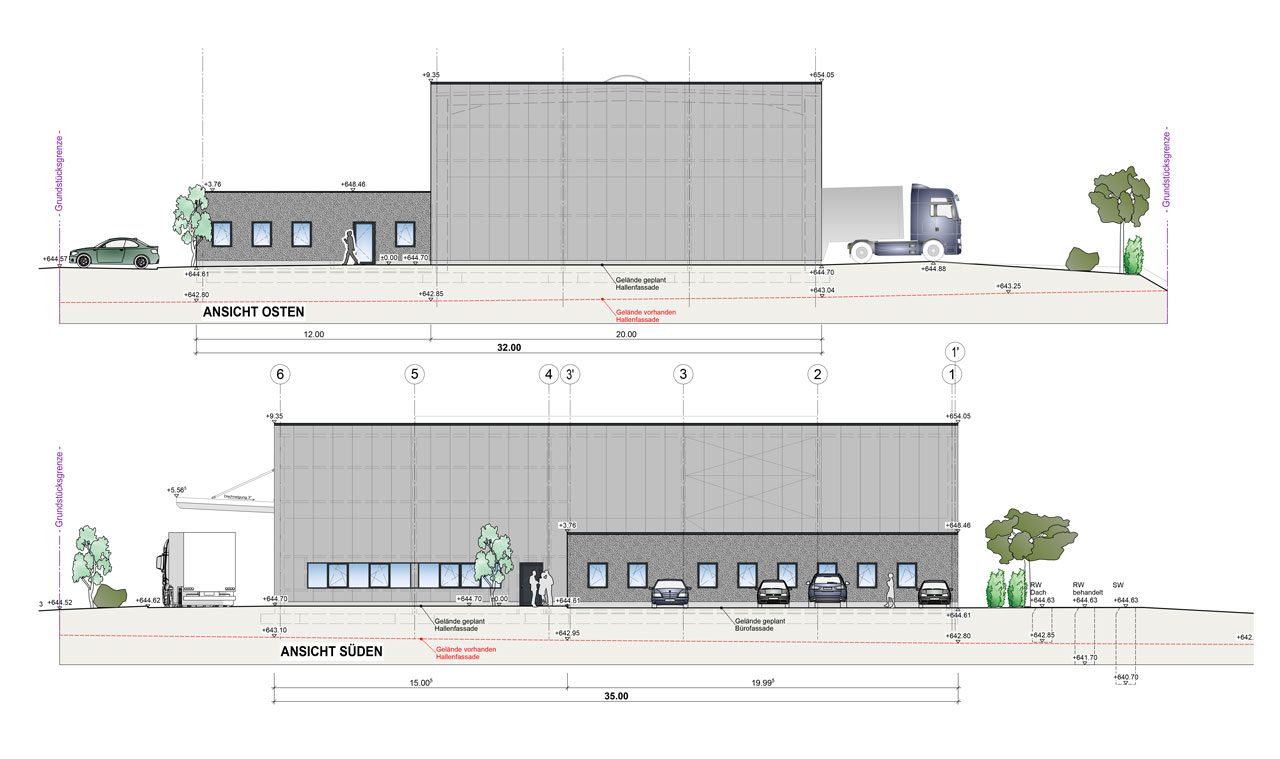 +9.35
+654.05
- Grundstücksgrenze -
- Grundstücksgrenze -
+3.76
+648.46
+644.57
±0.00
+644.70
+644.61
+644.70
+644.88
Gelände geplant
Hallenfassade
+642.80
+642.85
+643.04
+643.25
ANSICHT OSTEN
Gelände vorhanden
Hallenfassade
12.00
20.00
32.00
1'
6
5
4
3'
3
2
1
+9.35
+654.05
- Grundstücksgrenze -
+5.56⁵
Dachneigung 3°
+3.76
+648.46
RW
Dach
RW
behandelt
SW
3
+644.52
+644.62
+644.70
+644.70
±0.00
+644.61
+644.63
+644.63
+644.63
+644.61
Gelände geplant
Hallenfassade
Gelände geplant
Bürofassade
+643.10
+642.95
+642.80
+642.85
+642.
ANSICHT SÜDEN
Gelände vorhanden
Hallenfassade
+641.70
+640.70
15.00⁵
19.99⁵
35.00